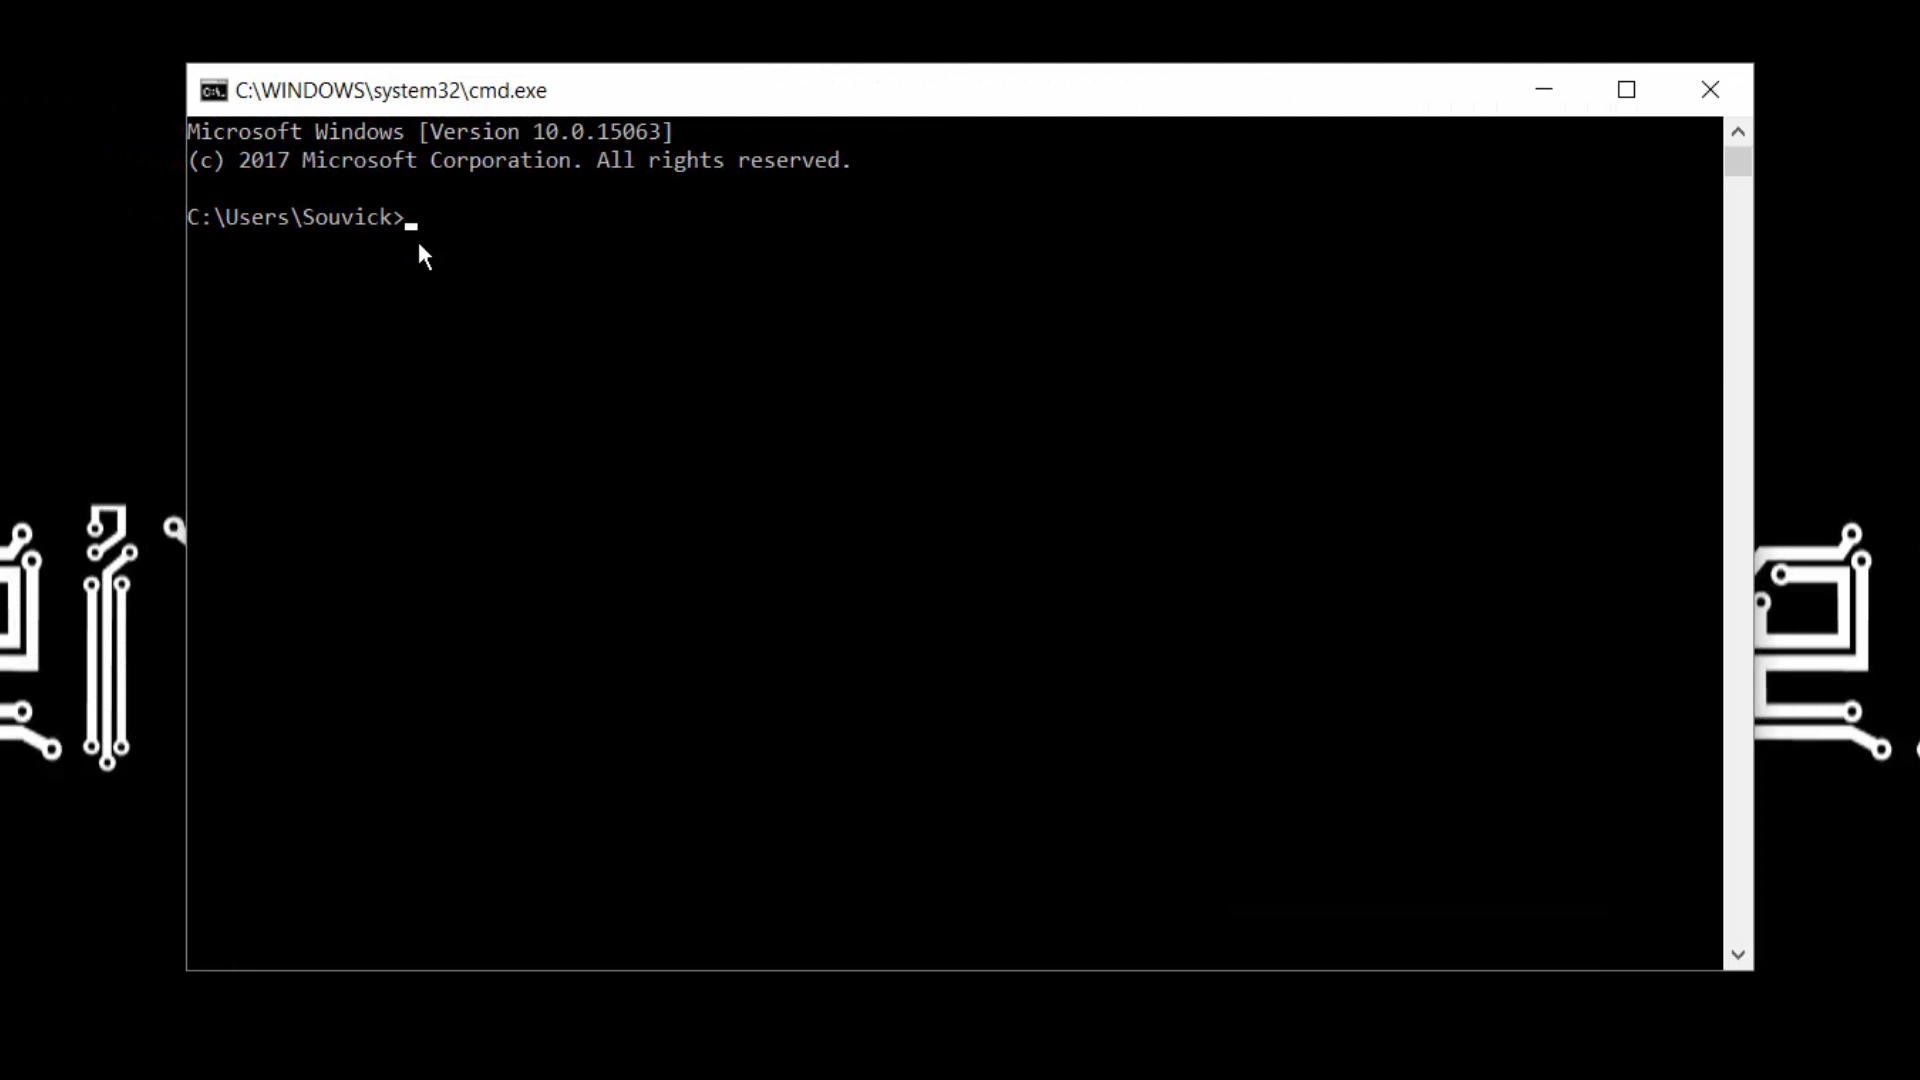 C:\WINDOWS\system32\cmd.exe
Microsoft Windows [Version 10.0.15063]
(c) 2017 Microsoft Corporation. All rights reserved.
C:\Users\Souvick>